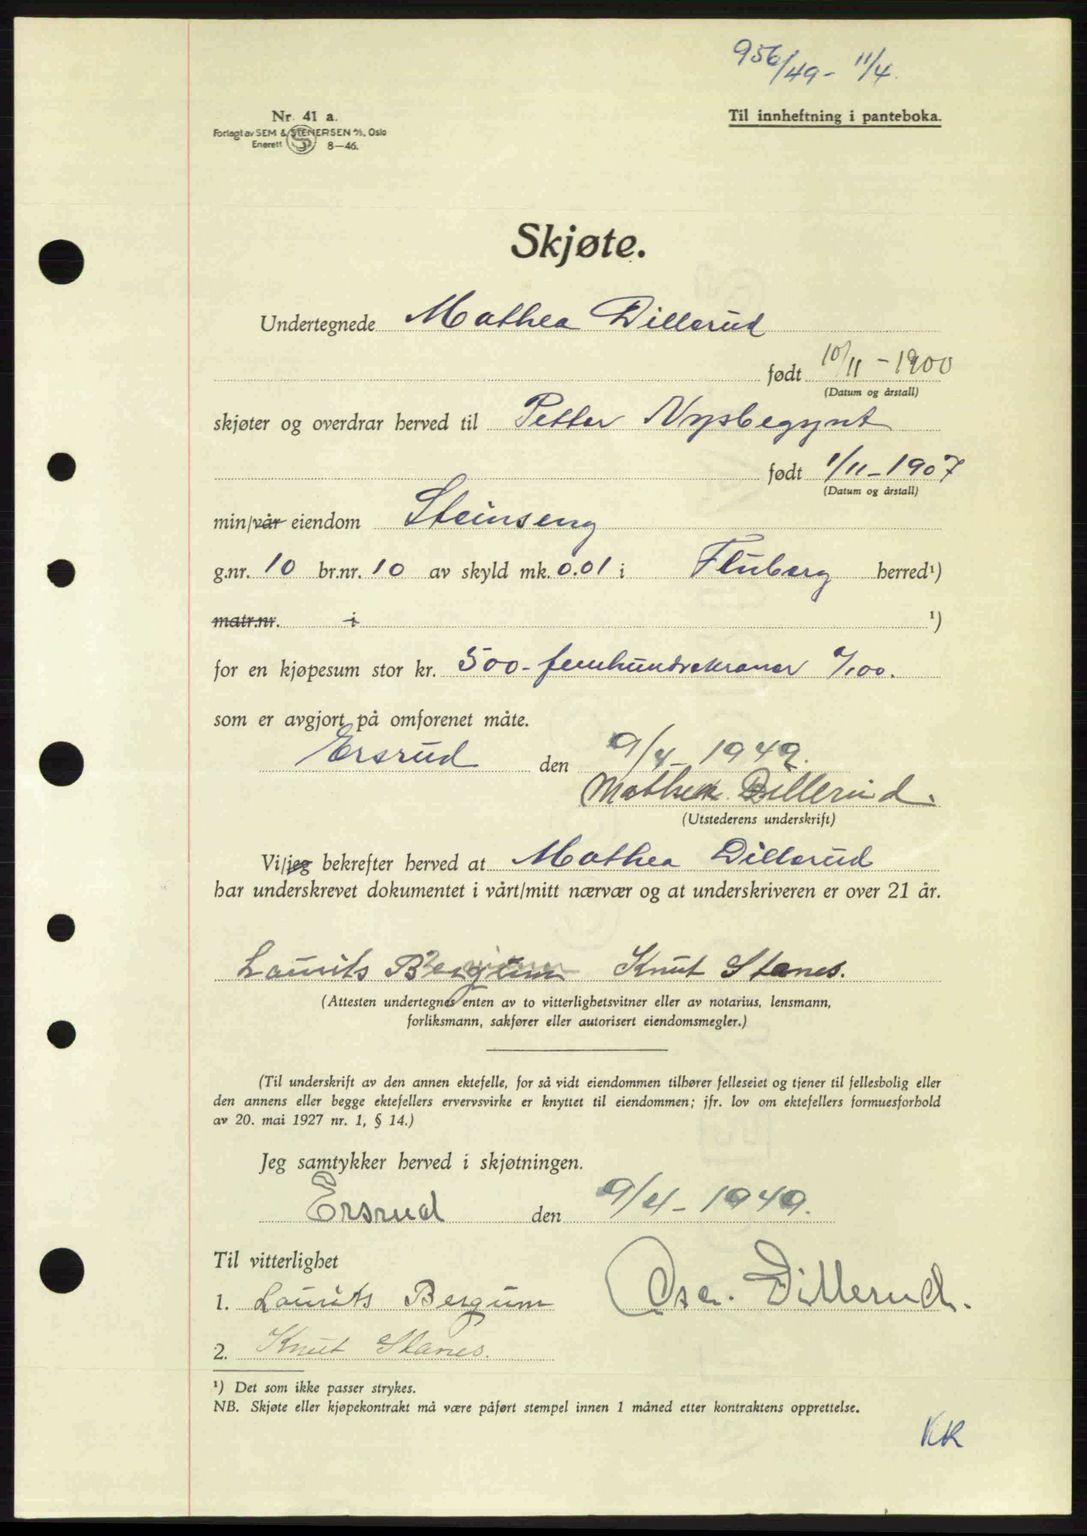 956/49 - 11/4.
Nr. 41 a.
Forlagt av SEM & STENERSEN A/S, Oslo
Enerett 8—46.
Til innheftning i panteboka.
Skjøte.
Undertegnede Mathea Dillerud
født 10/11 - 1900
(Datum og årstall)
skjøter og overdrar herved til Petter Nysbegynt
født 1/11 - 1907
(Datum og årstall)
min/vår eiendom Steinseng
g.nr. 10 br.nr. 10 av skyld mk. 0.01 i Fluberg herred¹)
matr.nr. i ¹)
for en kjøpesum stor kr. 500 - femhundrekroner 0/100.
som er avgjort på omforenet måte.
Ersrud den 9/4 - 1949.
Mathea Dillerud.
(Utstederens underskrift)
Vi/jeg bekrefter herved at Mathea Dillerud
har underskrevet dokumentet i vårt/mitt nærvær og at underskriveren er over 21 år.
Laurits Bergum Knut Stanes.
(Attesten undertegnes enten av to vitterlighetsvitner eller av notarius, lensmann,
forliksmann, sakfører eller autorisert eiendomsmegler.)
(Til underskrift av den annen ektefelle, for så vidt eiendommen tilhører felleseiet og tjener til fellesbolig eller
den annens eller begge ektefellers ervervsvirke er knyttet til eiendommen; jfr. lov om ektefellers formuesforhold
av 20. mai 1927 nr. 1, § 14.)
Jeg samtykker herved i skjøtningen.
Ersrud den 9/4 - 1949.
Til vitterlighet
1. Laurits Bergum
Osc. Dillerud.
2. Knut Stanes.
¹) Det som ikke passer strykes.
NB. Skjøte eller kjøpekontrakt må være påført stempel innen 1 måned etter kontraktens opprettelse.
KR